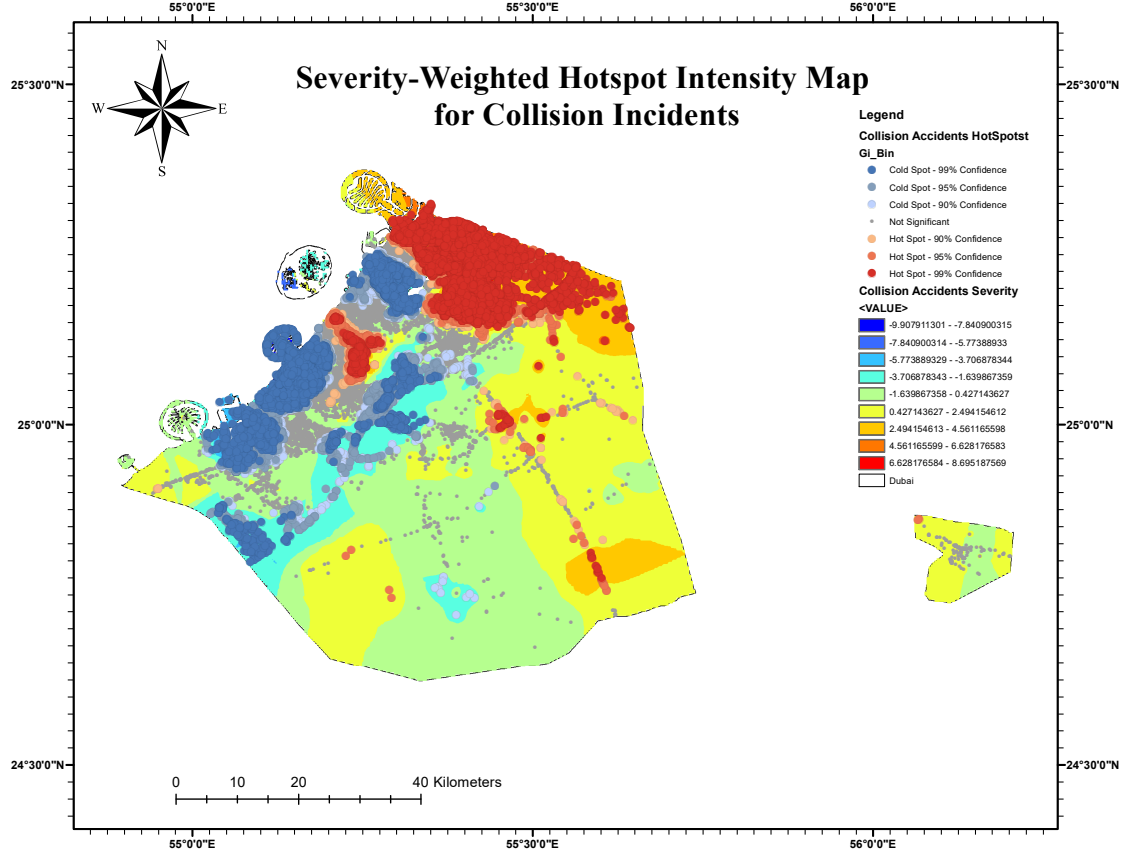 55°0'0"E 55°30'0"E 56°0'0"E
N
W E
S
Severity-Weighted Hotspot Intensity Map
for Collision Incidents
25°30'0"N 25°30'0"N
Legend
Collision Accidents HotSpotst
Gi_Bin
Cold Spot - 99% Confidence
Cold Spot - 95% Confidence
Cold Spot - 90% Confidence
Not Significant
Hot Spot - 90% Confidence
Hot Spot - 95% Confidence
Hot Spot - 99% Confidence
Collision Accidents Severity
<VALUE>
-9.907911301 - -7.840900315
-7.840900314 - -5.77388933
-5.773889329 - -3.706878344
-3.706878343 - -1.639867359
-1.639867358 - 0.427143627
0.427143627 - 2.494154612
2.494154613 - 4.561165598
4.561165599 - 6.628176583
6.628176584 - 8.695187569
Dubai
25°0'0"N 25°0'0"N
24°30'0"N 24°30'0"N
0 10 20 40 Kilometers
55°0'0"E 55°30'0"E 56°0'0"E